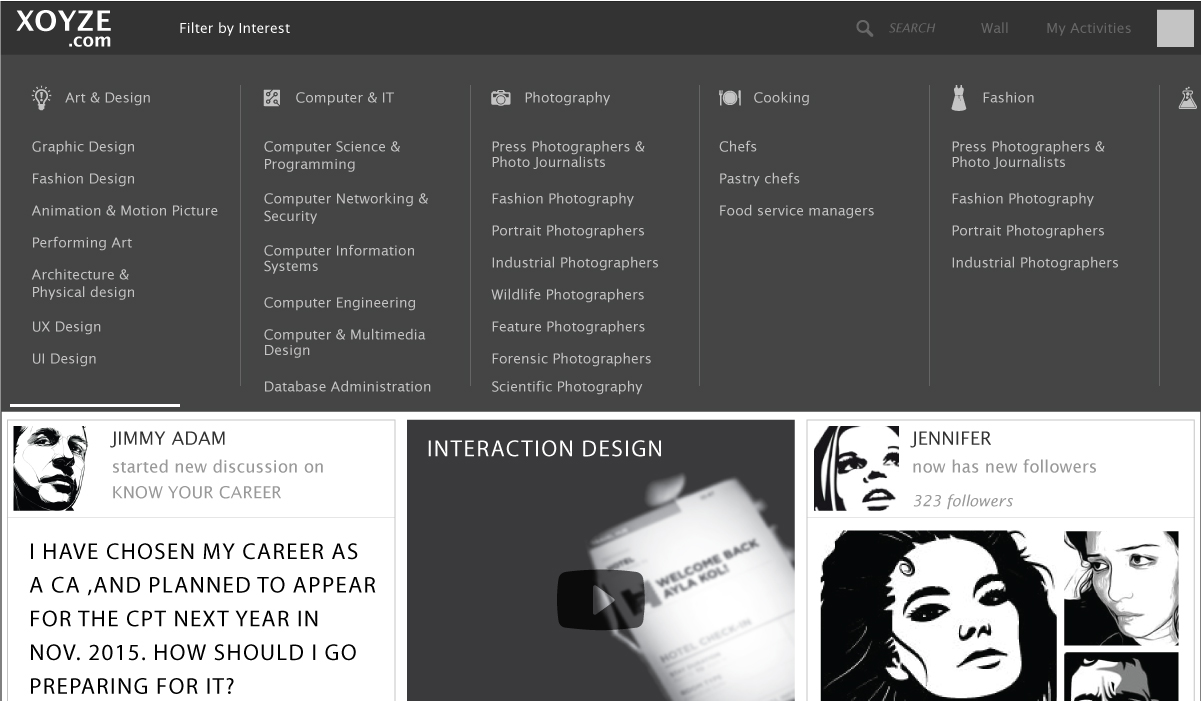 XOYZE
.com
Filter by Interest
SEARCH
Wall
My Activities
Art & Design
Graphic Design
Fashion Design
Animation & Motion Picture
Performing Art
Architecture &
Physical design
UX Design
UI Design
Computer & IT
Computer Science &
Programming
Computer Networking &
Security
Computer Information
Systems
Computer Engineering
Computer & Multimedia
Design
Database Administration
Photography
Press Photographers &
Photo Journalists
Fashion Photography
Portrait Photographers
Industrial Photographers
Wildlife Photographers
Feature Photographers
Forensic Photographers
Scientific Photography
Cooking
Chefs
Pastry chefs
Food service managers
Fashion
Press Photographers &
Photo Journalists
Fashion Photography
Portrait Photographers
Industrial Photographers
JIMMY ADAM
started new discussion on
KNOW YOUR CAREER
I HAVE CHOSEN MY CAREER AS
A CA ,AND PLANNED TO APPEAR
FOR THE CPT NEXT YEAR IN
NOV. 2015. HOW SHOULD I GO
PREPARING FOR IT?
INTERACTION DESIGN
HOTEL
H
WELCOME BACK
AYLA KOL!
HOTEL CHECK-IN
JENNIFER
now has new followers
323 followers